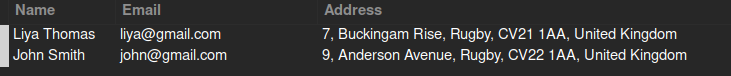 Name Email Address
Liya Thomas liya@gmail.com 7, Buckingam Rise, Rugby, CV21 1AA, United Kingdom
John Smith john@gmail.com 9, Anderson Avenue, Rugby, CV22 1AA, United Kingdom